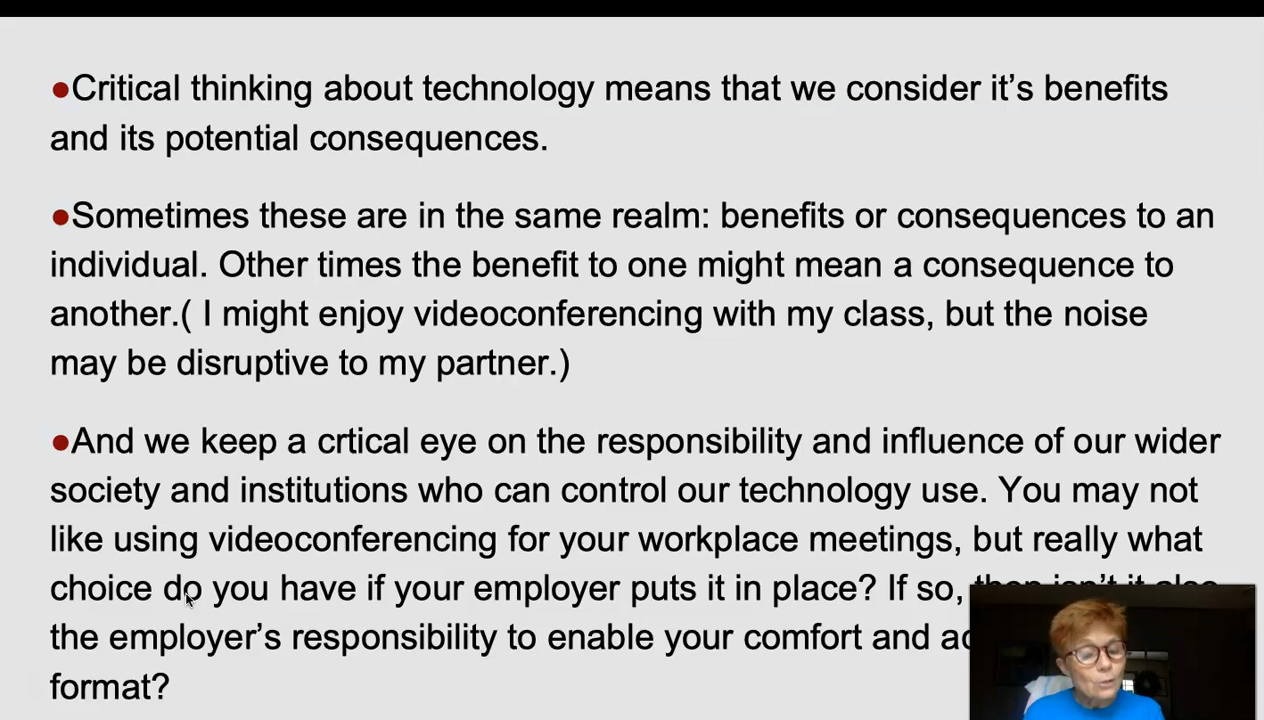 ●Critical thinking about technology means that we consider it's benefits
and its potential consequences.
●Sometimes these are in the same realm: benefits or consequences to an
individual. Other times the benefit to one might mean a consequence to
another.( I might enjoy videoconferencing with my class, but the noise
may be disruptive to my partner.)
●And we keep a crtical eye on the responsibility and influence of our wider
society and institutions who can control our technology use. You may not
like using videoconferencing for your workplace meetings, but really what
choice do you have if your employer puts it in place? If so, then isn't it also
the employer's responsibility to enable your comfort and
format?